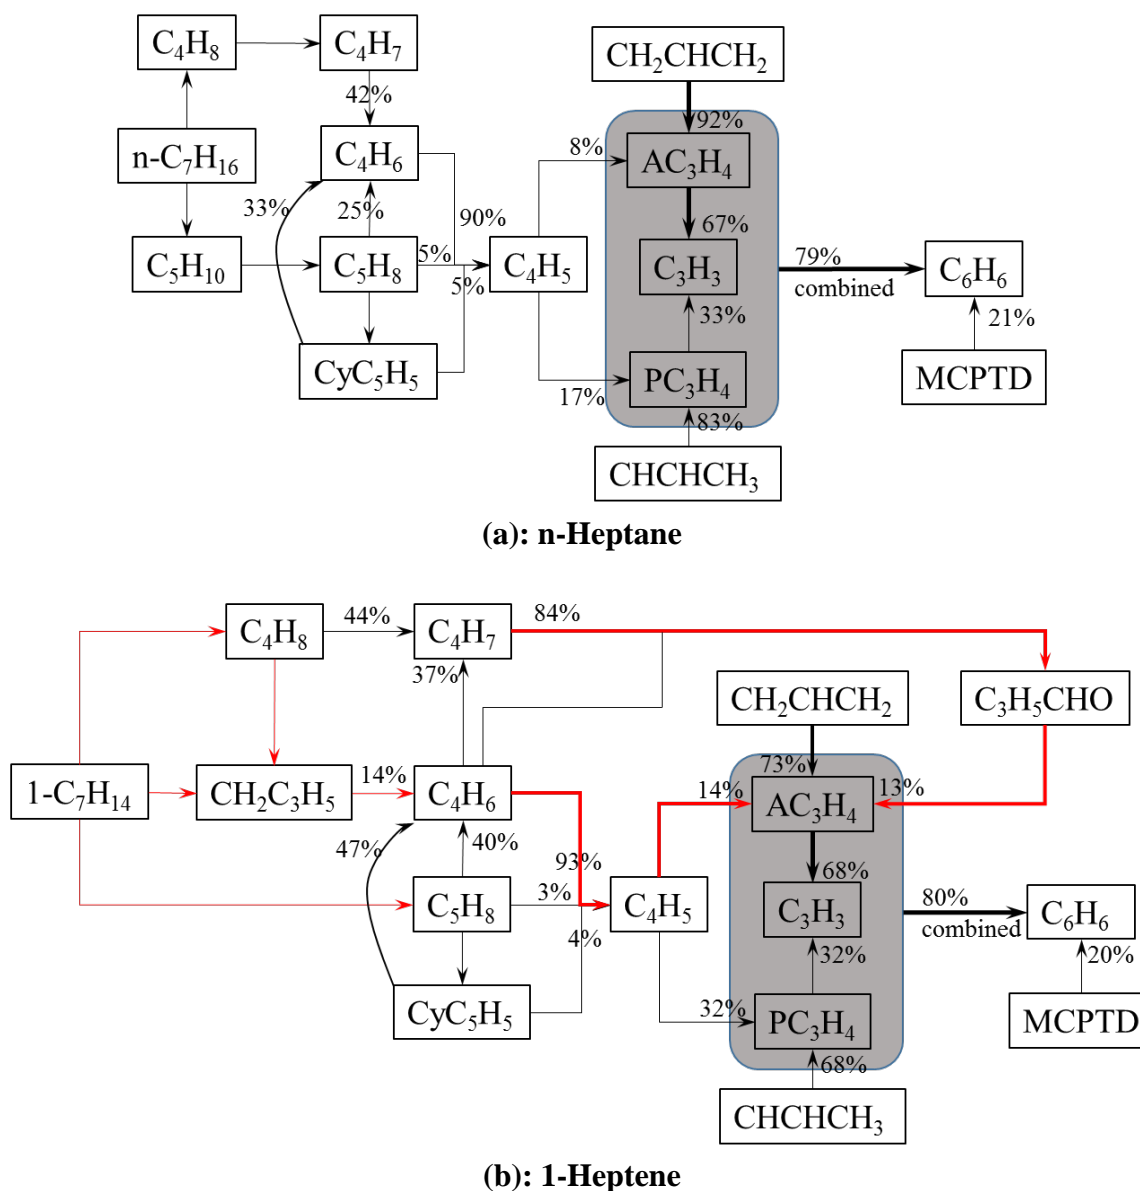 C₄H₈
C₄H₇
CH₂CHCH₂
42%
92%
n-C₇H₁₆
C₄H₆
8%
AC₃H₄
33%
25%
90%
67%
C₅H₁₀
C₅H₈
5%
5%
C₄H₅
C₃H₃
79%
combined
C₆H₆
33%
21%
CyC₅H₅
17%
PC₃H₄
MCPTD
83%
CHCHCH₃
(a): n-Heptane
C₄H₈
44%
C₄H₇
84%
37%
CH₂CHCH₂
C₃H₅CHO
1-C₇H₁₄
CH₂C₃H₅
14%
C₄H₆
73%
14%
AC₃H₄
13%
47%
40%
93%
68%
C₅H₈
3%
4%
C₄H₅
C₃H₃
80%
combined
C₆H₆
32%
20%
CyC₅H₅
32%
PC₃H₄
MCPTD
68%
CHCHCH₃
(b): 1-Heptene